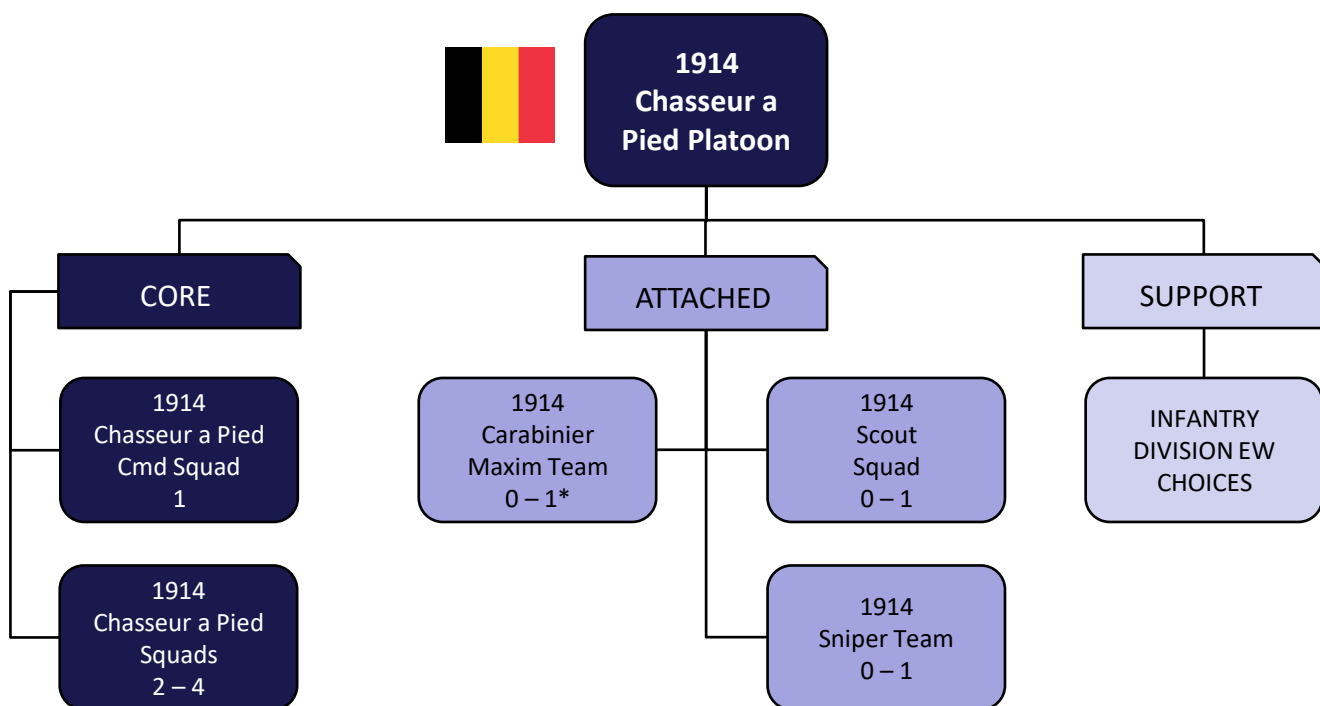 1914
Chasseur a
Pied Platoon
CORE
ATTACHED
SUPPORT
1914
Chasseur a Pied
Cmd Squad
1
1914
Carabinier
Maxim Team
0 – 1*
1914
Scout
Squad
0 – 1
INFANTRY
DIVISION EW
CHOICES
1914
Chasseur a Pied
Squads
2 – 4
1914
Sniper Team
0 – 1